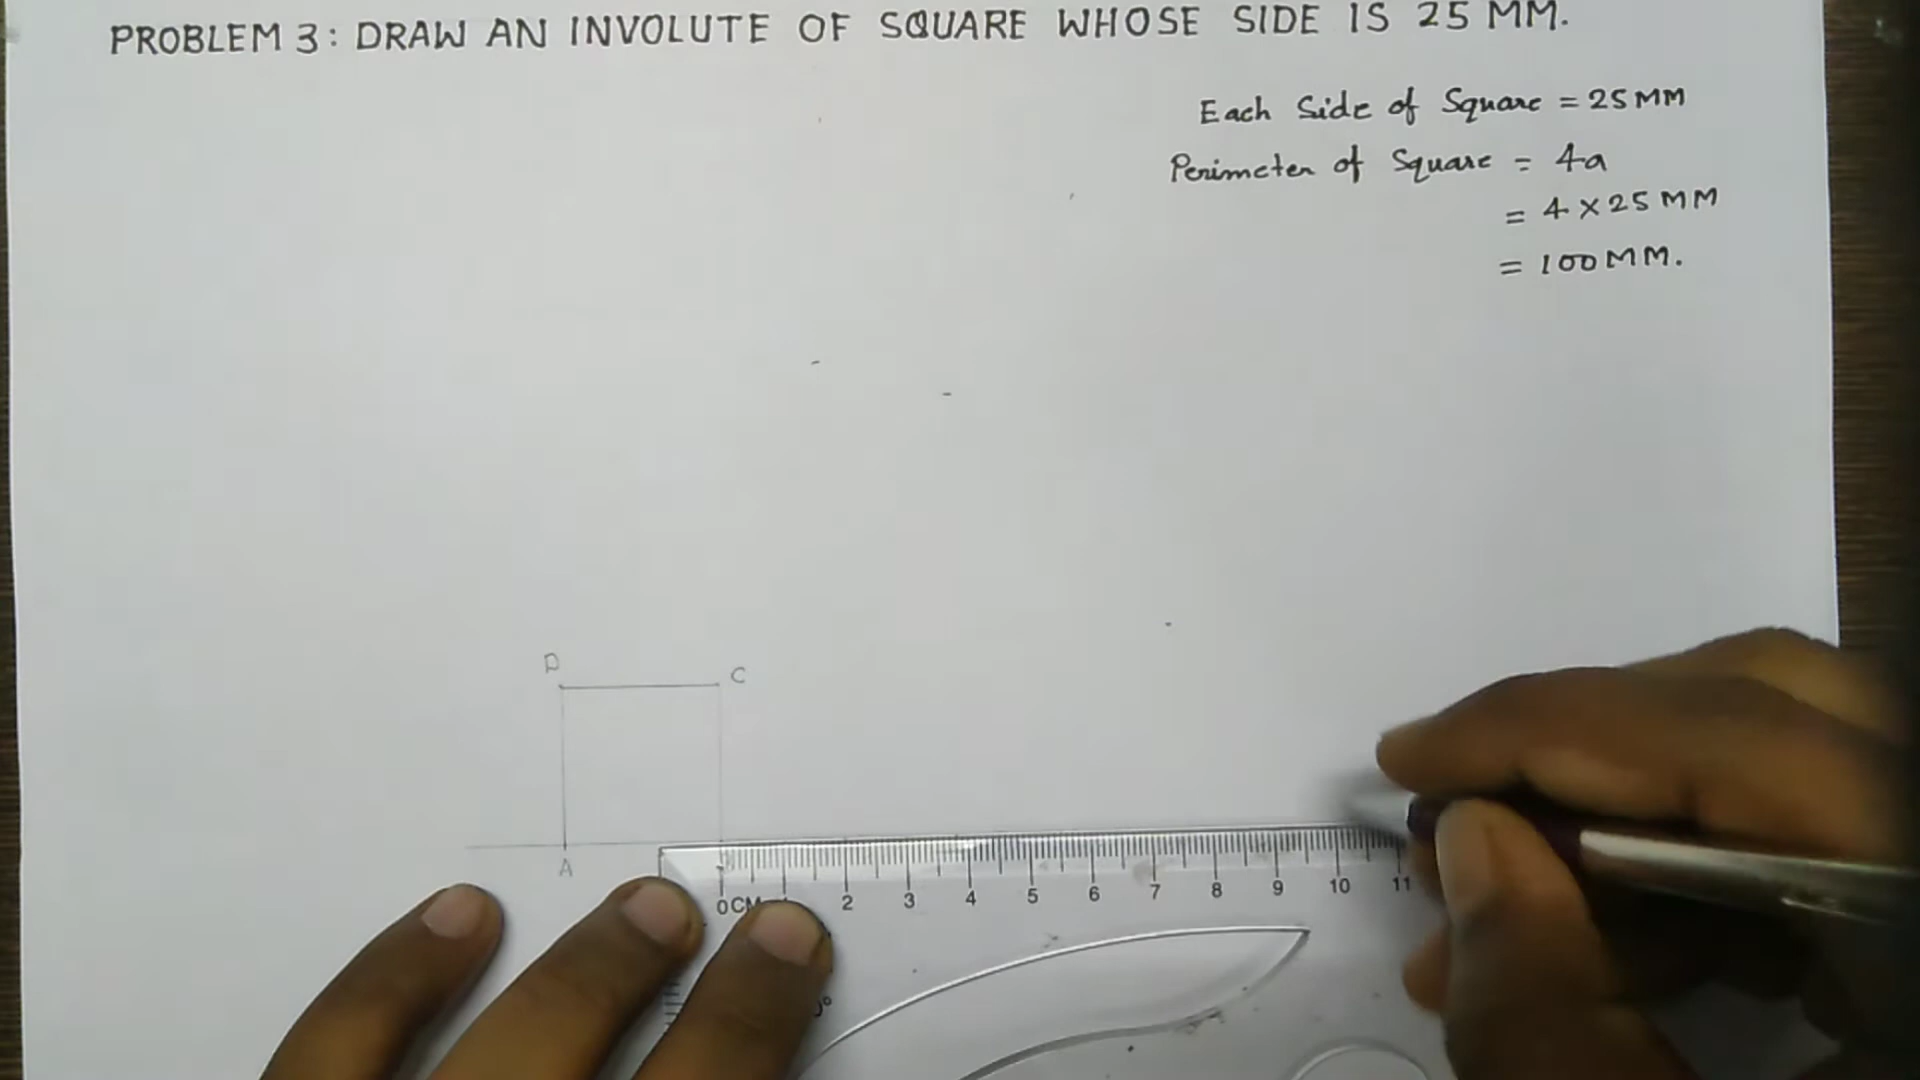 PROBLEM 3: DRAW AN INVOLUTE OF SQUARE WHOSE SIDE IS 25 MM.
Each Side of Square = 25 MM
Perimeter of Square = 4a
= 4 × 25 MM
= 100 MM.
D
C
A
0 CM 2 3 4 5 6 7 8 9 10 11